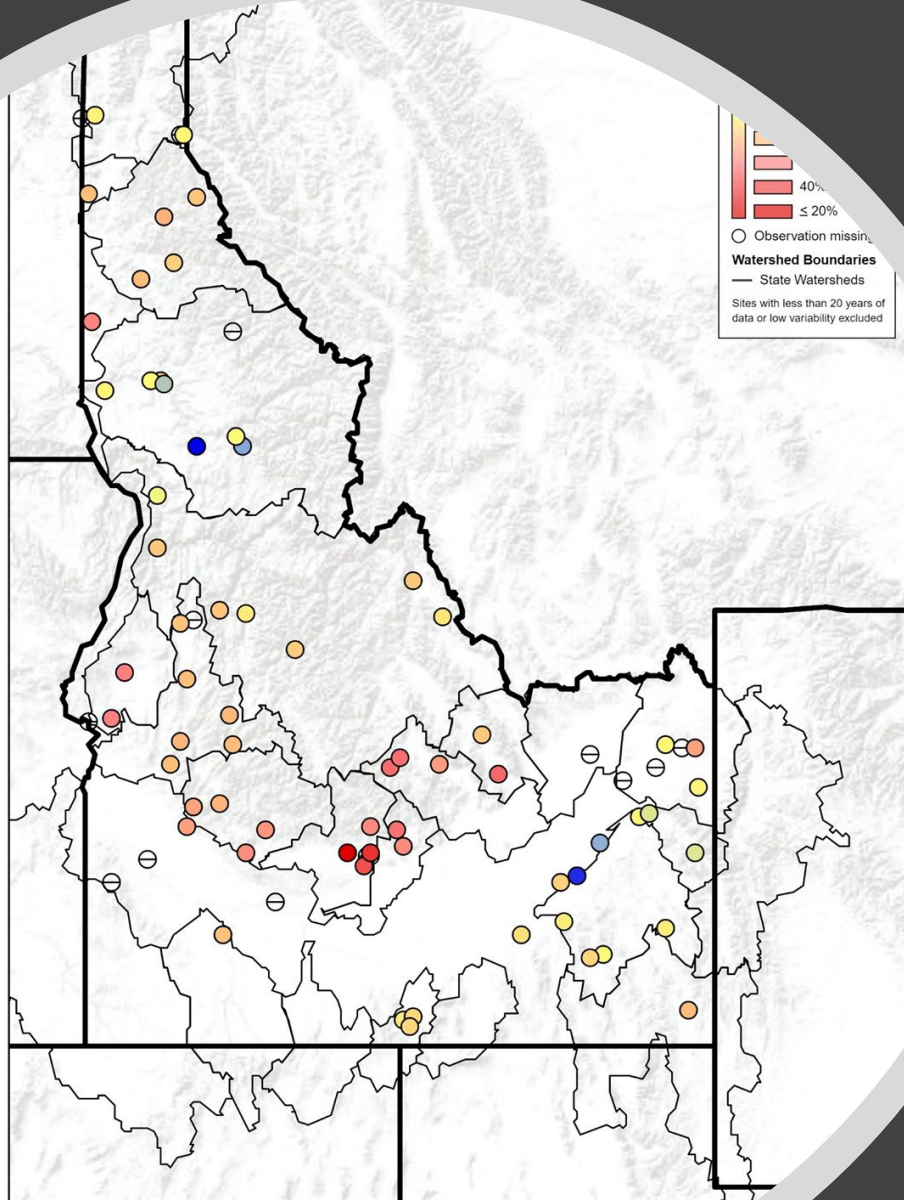 40%
≤ 20%
Observation missing
Watershed Boundaries
State Watersheds
Sites with less than 20 years of
data or low variability excluded